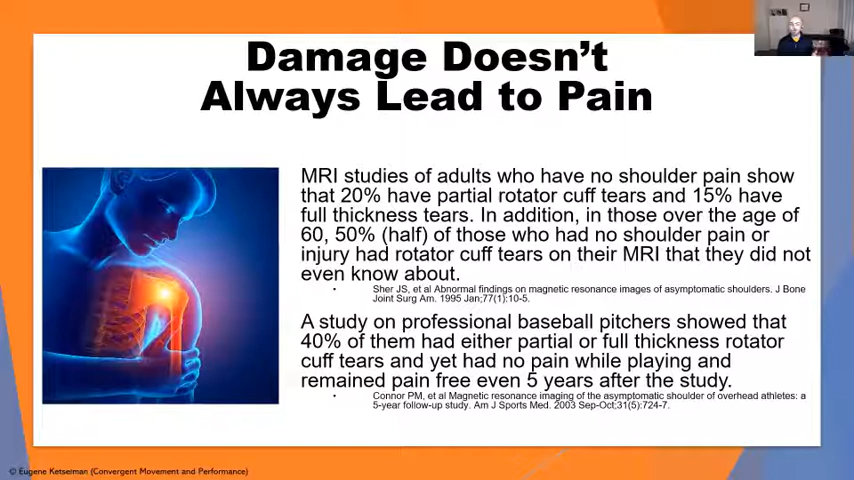 Damage Doesn't
Always Lead to Pain
MRI studies of adults who have no shoulder pain show
that 20% have partial rotator cuff tears and 15% have
full thickness tears. In addition, in those over the age of
60, 50% (half) of those who had no shoulder pain or
injury had rotator cuff tears on their MRI that they did not
even know about.
• Sher JS, et al Abnormal findings on magnetic resonance images of asymptomatic shoulders. J Bone
Joint Surg Am. 1995 Jan;77(1):10-5.
A study on professional baseball pitchers showed that
40% of them had either partial or full thickness rotator
cuff tears and yet had no pain while playing and
remained pain free even 5 years after the study.
• Connor PM, et al Magnetic resonance imaging of the asymptomatic shoulder of overhead athletes: a
5-year follow-up study. Am J Sports Med. 2003 Sep-Oct;31(5):724-7.
© Eugene Ketselman (Convergent Movement and Performance)